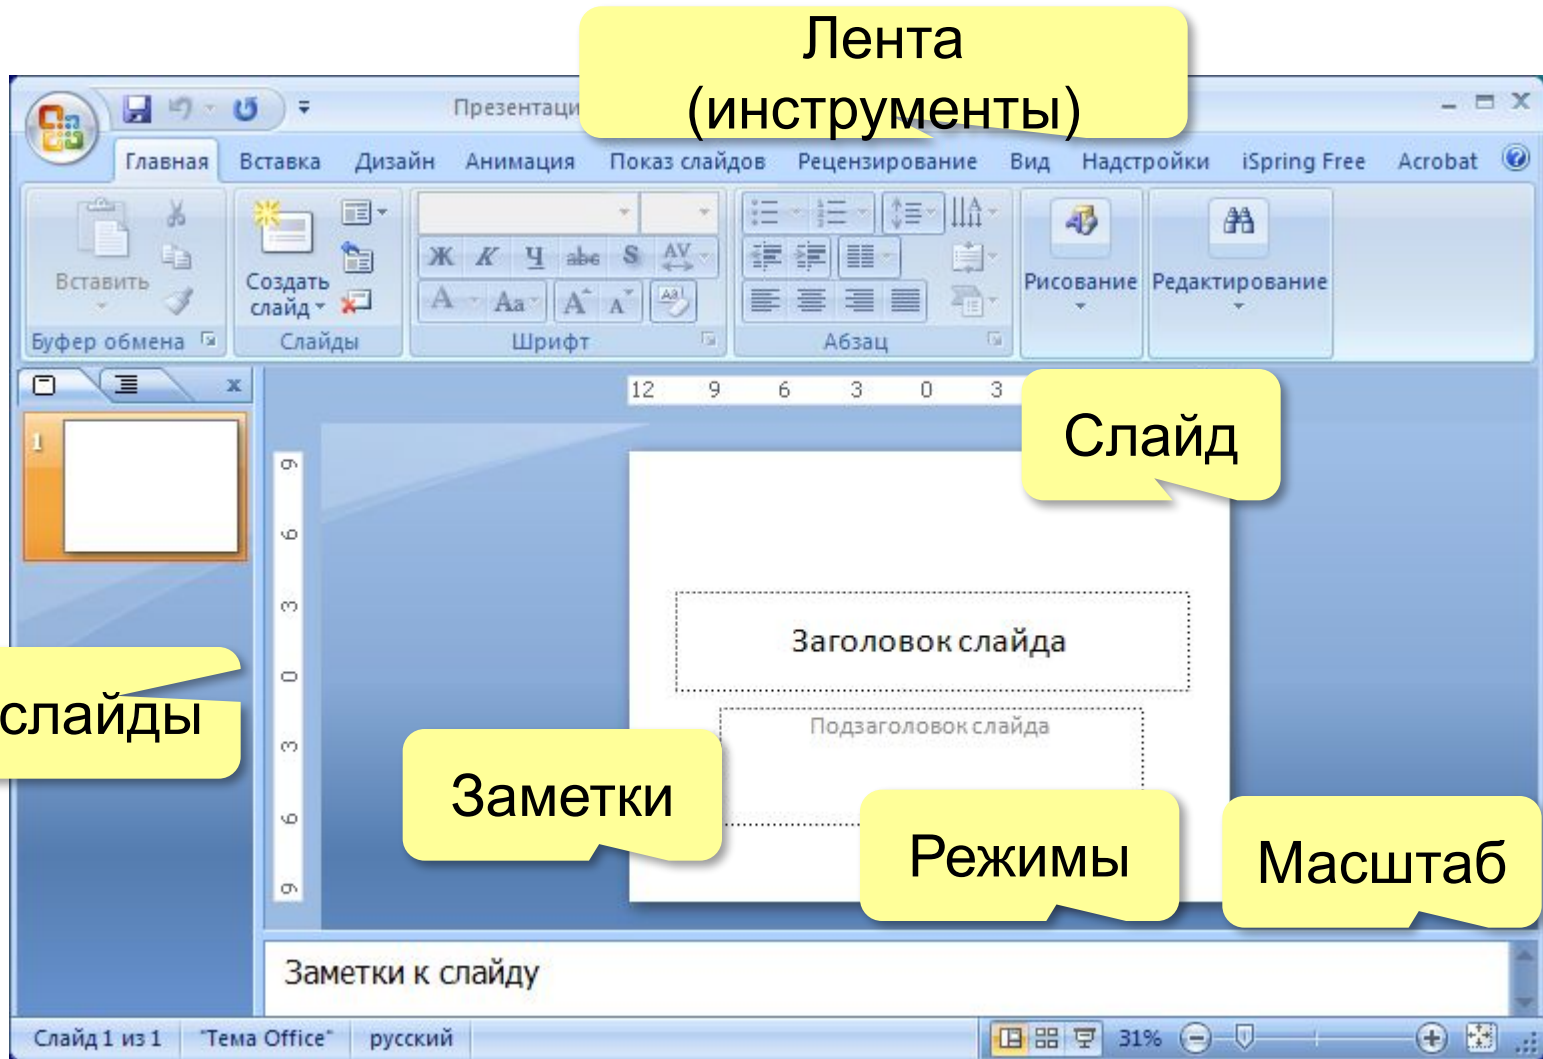 Лента
(инструменты)
Презентаци
Главная Вставка Дизайн Анимация Показ слайдов Рецензирование Вид Надстройки iSpring Free Acrobat
Вставить
Создать
слайд
Ж К Ч abc S AV
A Aa A A Aa
Рисование Редактирование
Буфер обмена Слайды Шрифт Абзац
12 9 6 3 0 3
1
Слайд
9
6
3
0
3
6
9
Заголовок слайда
Подзаголовок слайда
слайды
Заметки
Режимы
Масштаб
Заметки к слайду
Слайд 1 из 1 "Тема Office" русский 31%